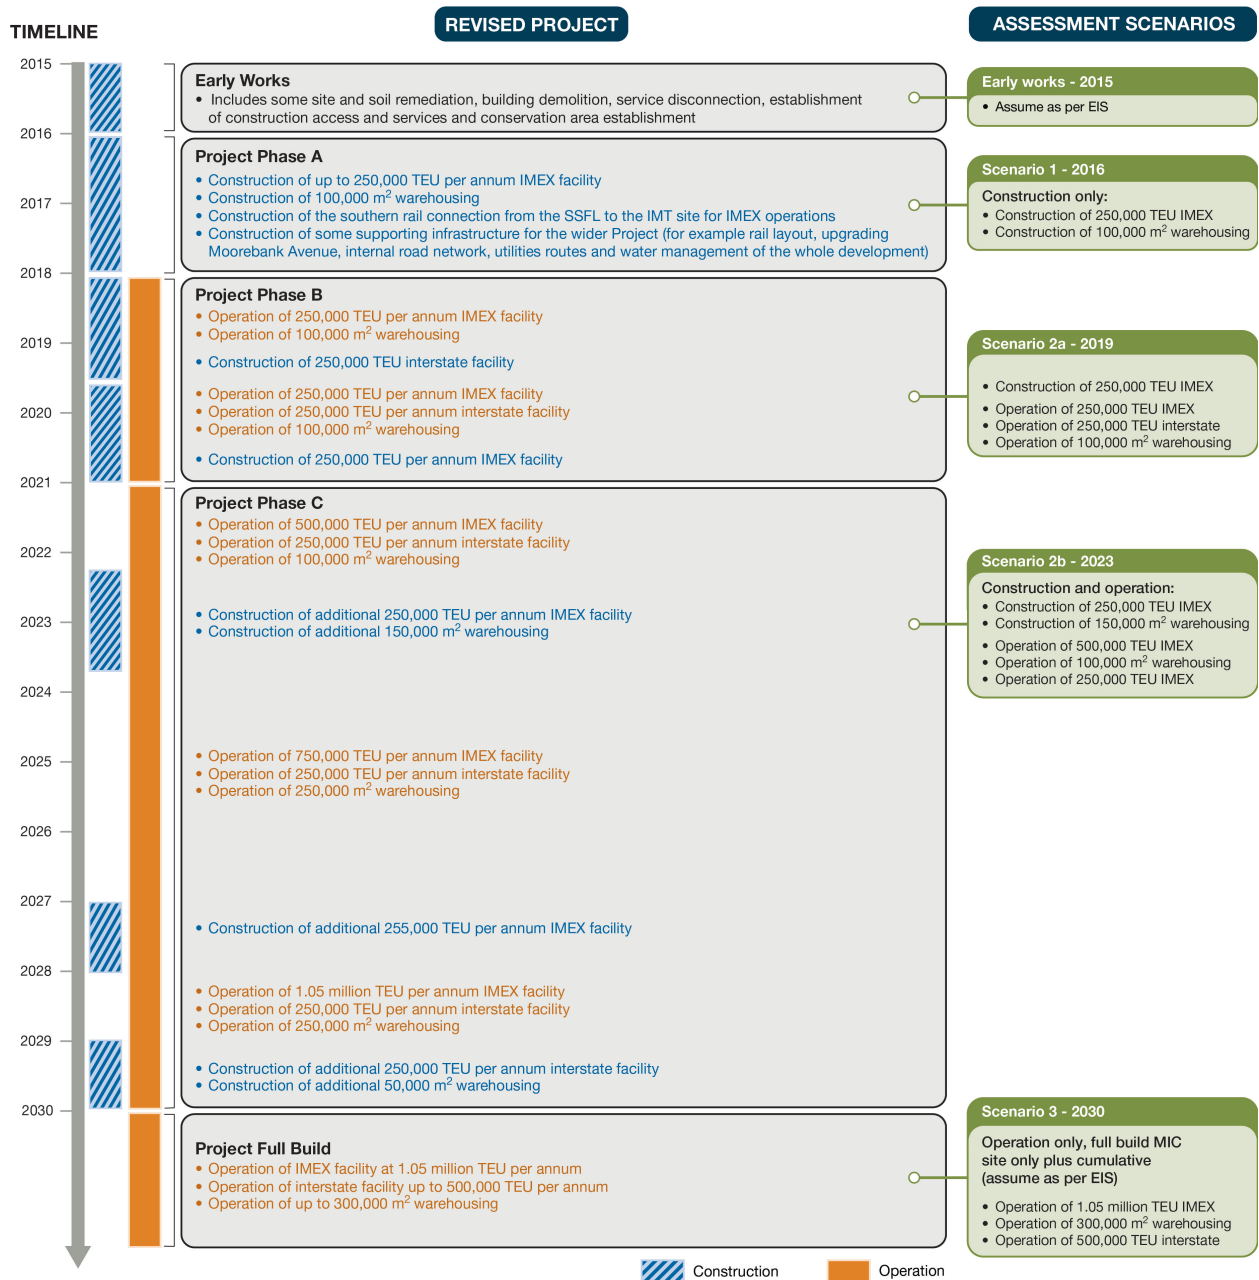 TIMELINE
REVISED PROJECT
ASSESSMENT SCENARIOS
2015
2016
2017
2018
2019
2020
2021
2022
2023
2024
2025
2026
2027
2028
2029
2030
Early Works
• Includes some site and soil remediation, building demolition, service disconnection, establishment
of construction access and services and conservation area establishment
Project Phase A
• Construction of up to 250,000 TEU per annum IMEX facility
• Construction of 100,000 m² warehousing
• Construction of the southern rail connection from the SSFL to the IMT site for IMEX operations
• Construction of some supporting infrastructure for the wider Project (for example rail layout, upgrading
Moorebank Avenue, internal road network, utilities routes and water management of the whole development)
Project Phase B
• Operation of 250,000 TEU per annum IMEX facility
• Operation of 100,000 m² warehousing
• Construction of 250,000 TEU interstate facility
• Operation of 250,000 TEU per annum IMEX facility
• Operation of 250,000 TEU per annum interstate facility
• Operation of 100,000 m² warehousing
• Construction of 250,000 TEU per annum IMEX facility
Project Phase C
• Operation of 500,000 TEU per annum IMEX facility
• Operation of 250,000 TEU per annum interstate facility
• Operation of 100,000 m² warehousing
• Construction of additional 250,000 TEU per annum IMEX facility
• Construction of additional 150,000 m² warehousing
• Operation of 750,000 TEU per annum IMEX facility
• Operation of 250,000 TEU per annum interstate facility
• Operation of 250,000 m² warehousing
• Construction of additional 255,000 TEU per annum IMEX facility
• Operation of 1.05 million TEU per annum IMEX facility
• Operation of 250,000 TEU per annum interstate facility
• Operation of 250,000 m² warehousing
• Construction of additional 250,000 TEU per annum interstate facility
• Construction of additional 50,000 m² warehousing
Project Full Build
• Operation of IMEX facility at 1.05 million TEU per annum
• Operation of interstate facility up to 500,000 TEU per annum
• Operation of up to 300,000 m² warehousing
Early works - 2015
• Assume as per EIS
Scenario 1 - 2016
Construction only:
• Construction of 250,000 TEU IMEX
• Construction of 100,000 m² warehousing
Scenario 2a - 2019
• Construction of 250,000 TEU IMEX
• Operation of 250,000 TEU IMEX
• Operation of 250,000 TEU interstate
• Operation of 100,000 m² warehousing
Scenario 2b - 2023
Construction and operation:
• Construction of 250,000 TEU IMEX
• Construction of 150,000 m² warehousing
• Operation of 500,000 TEU IMEX
• Operation of 100,000 m² warehousing
• Operation of 250,000 TEU IMEX
Scenario 3 - 2030
Operation only, full build MIC
site only plus cumulative
(assume as per EIS)
• Operation of 1.05 million TEU IMEX
• Operation of 300,000 m² warehousing
• Operation of 500,000 TEU interstate
Construction
Operation